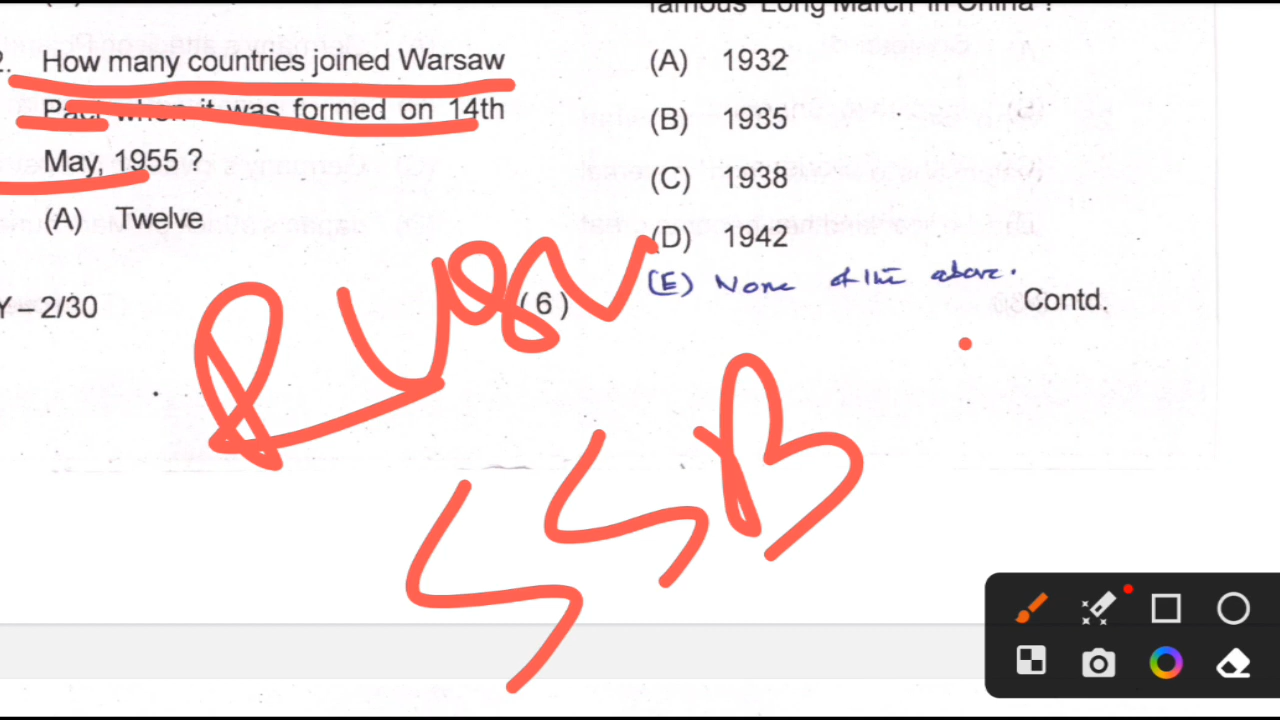 2. How many countries joined Warsaw
Pact when it was formed on 14th
May, 1955 ?
(A) Twelve
Y – 2/30
famous 'Long March' in China ?
(A) 1932
(B) 1935
(C) 1938
(D) 1942
(E) None of the above.
( 6 )
Contd.
SSB